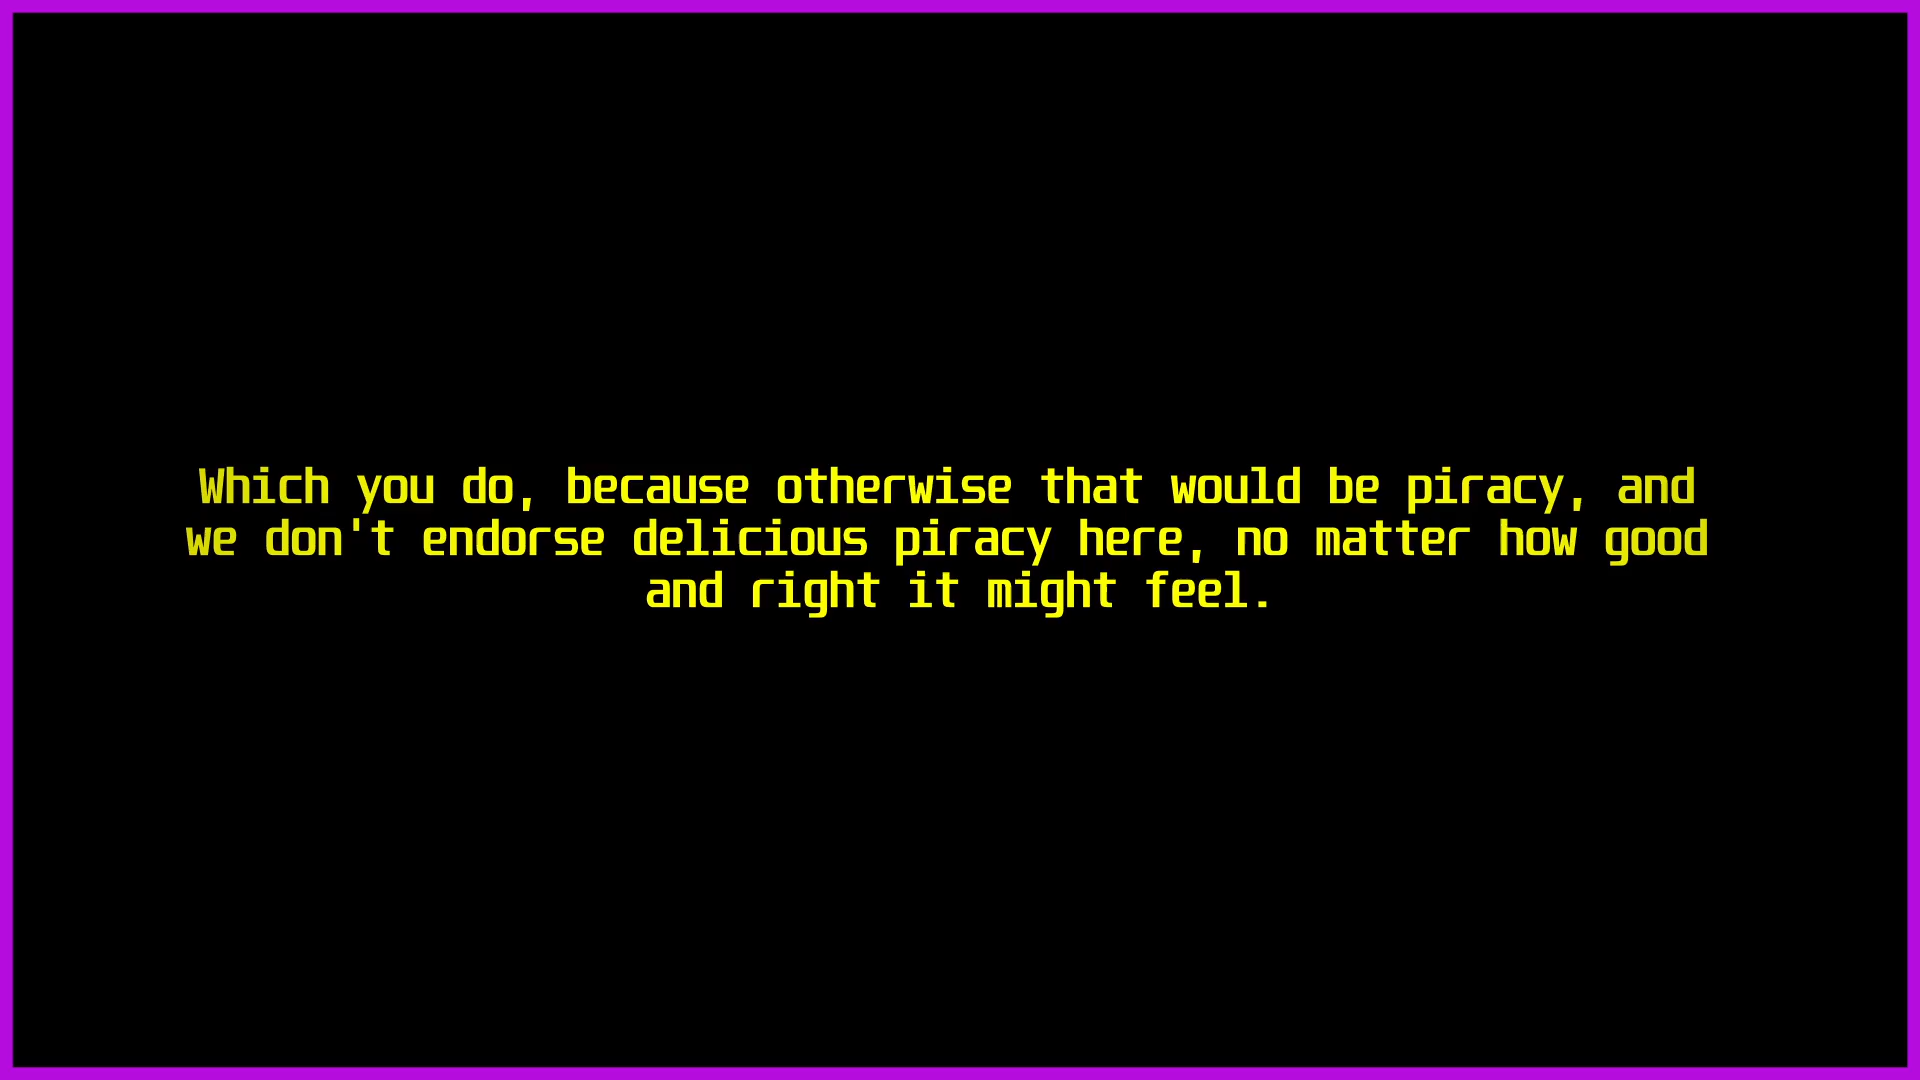 Which you do, because otherwise that would be piracy, and
we don't endorse delicious piracy here, no matter how good
and right it might feel.